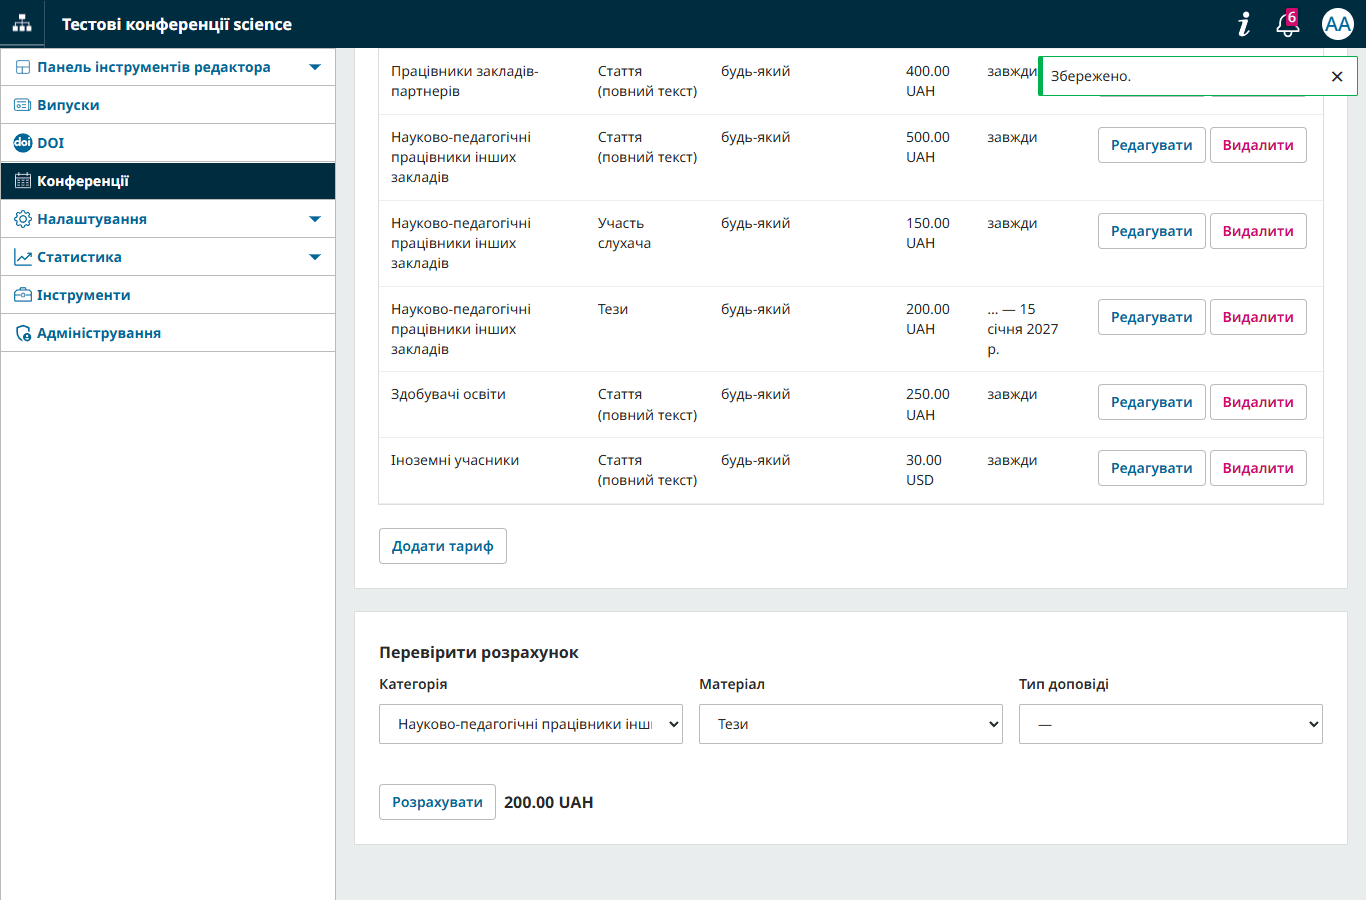 Тестові конференції science
6
AA
Панель інструментів редактора
Випуски
doi DOI
Конференції
Налаштування
Статистика
Інструменти
Адміністрування
Збережено.
Працівники закладів-
партнерів
Стаття
(повний текст)
будь-який
400.00
UAH
завжди
Науково-педагогічні
працівники інших
закладів
Стаття
(повний текст)
будь-який
500.00
UAH
завжди
Редагувати
Видалити
Науково-педагогічні
працівники інших
закладів
Участь
слухача
будь-який
150.00
UAH
завжди
Редагувати
Видалити
Науково-педагогічні
працівники інших
закладів
Тези
будь-який
200.00
UAH
... — 15
січня 2027
р.
Редагувати
Видалити
Здобувачі освіти
Стаття
(повний текст)
будь-який
250.00
UAH
завжди
Редагувати
Видалити
Іноземні учасники
Стаття
(повний текст)
будь-який
30.00
USD
завжди
Редагувати
Видалити
Додати тариф
Перевірити розрахунок
Категорія
Матеріал
Тип доповіді
Науково-педагогічні працівники інш
Тези
—
Розрахувати
200.00 UAH